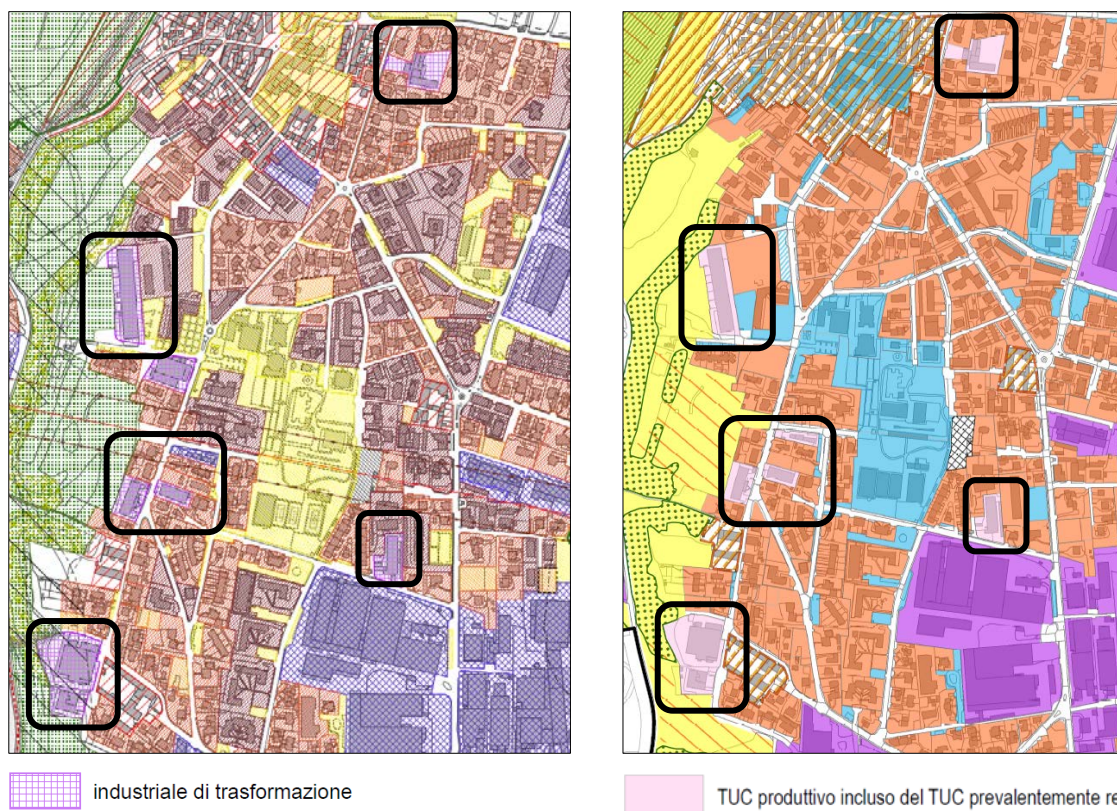 industriale di trasformazione
TUC produttivo incluso del TUC prevalentemente re